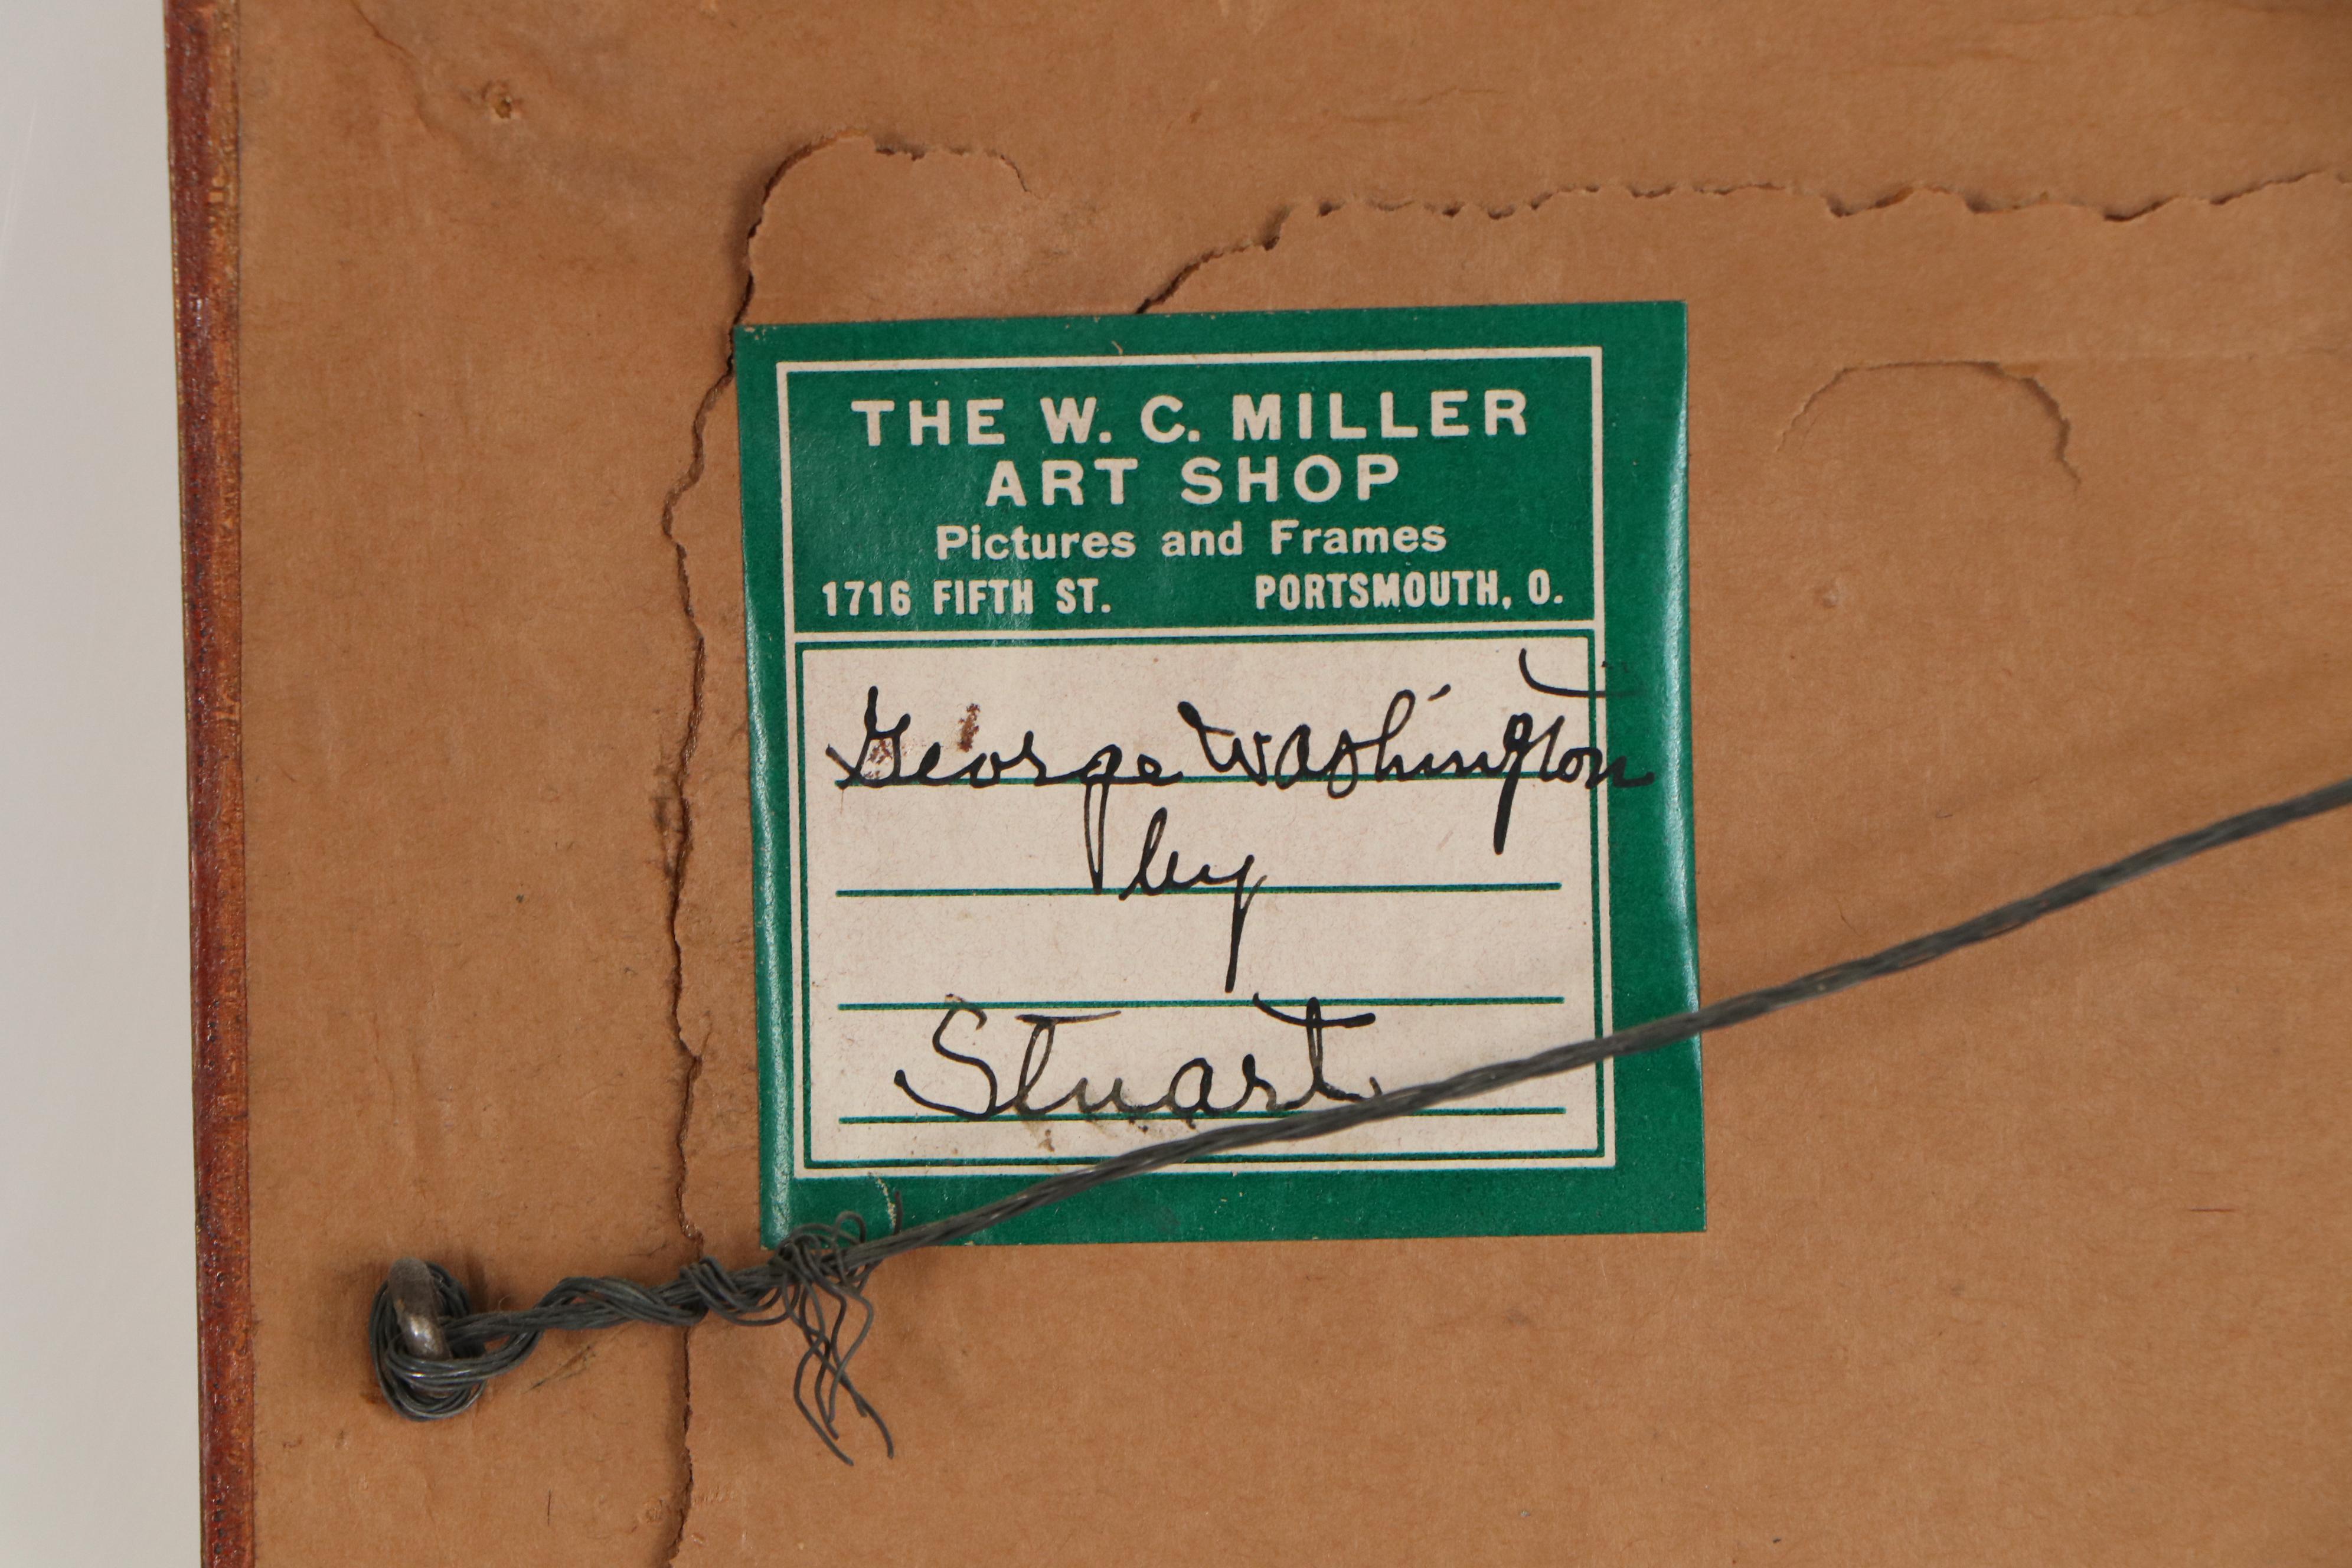 THE W. C. MILLER
ART SHOP
Pictures and Frames
1716 FIFTH ST. PORTSMOUTH, O.
George Washington
by
Stuart